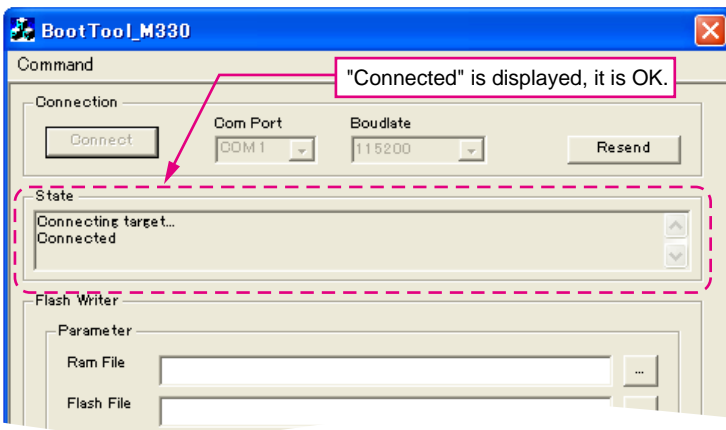 BootTool_M330
Command
"Connected" is displayed, it is OK.
Connection
Connect
Com Port
COM1
Boudlate
115200
Resend
State
Connecting target...
Connected
Flash Writer
Parameter
Ram File
...
Flash File